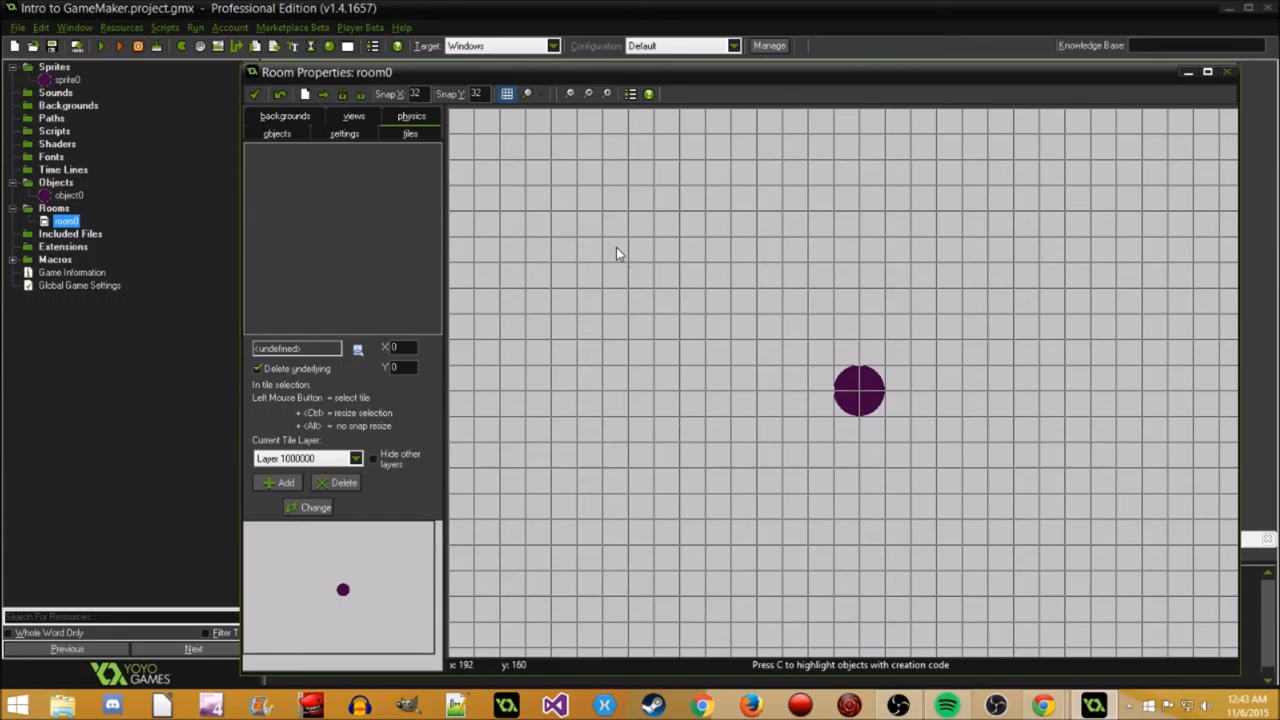 Intro to GameMaker.project.gmx - Professional Edition (v1.4.1657)
File Edit Window Resources Scripts Run Account Marketplace Beta Player Beta Help
Target: Windows Configuration Default Manage Knowledge Base:
Sprites
sprite0
Sounds
Backgrounds
Paths
Scripts
Shaders
Fonts
Time Lines
Objects
object0
Rooms
room0
Included Files
Extensions
Macros
Game Information
Global Game Settings
Search For Resources...
Whole Word Only Filter T
Previous Next
YOYO
GAMES
Room Properties: room0
Snap X: 32 Snap Y: 32
backgrounds views physics
objects settings tiles
<undefined> X 0
Delete underlying Y 0
In tile selection:
Left Mouse Button = select tile
+ <Ctrl> = resize selection
+ <Alt> = no snap resize
Current Tile Layer:
Layer 1000000 Hide other layers
Add Delete
Change
x: 192 y: 160 Press C to highlight objects with creation code
12:43 AM
11/6/2015